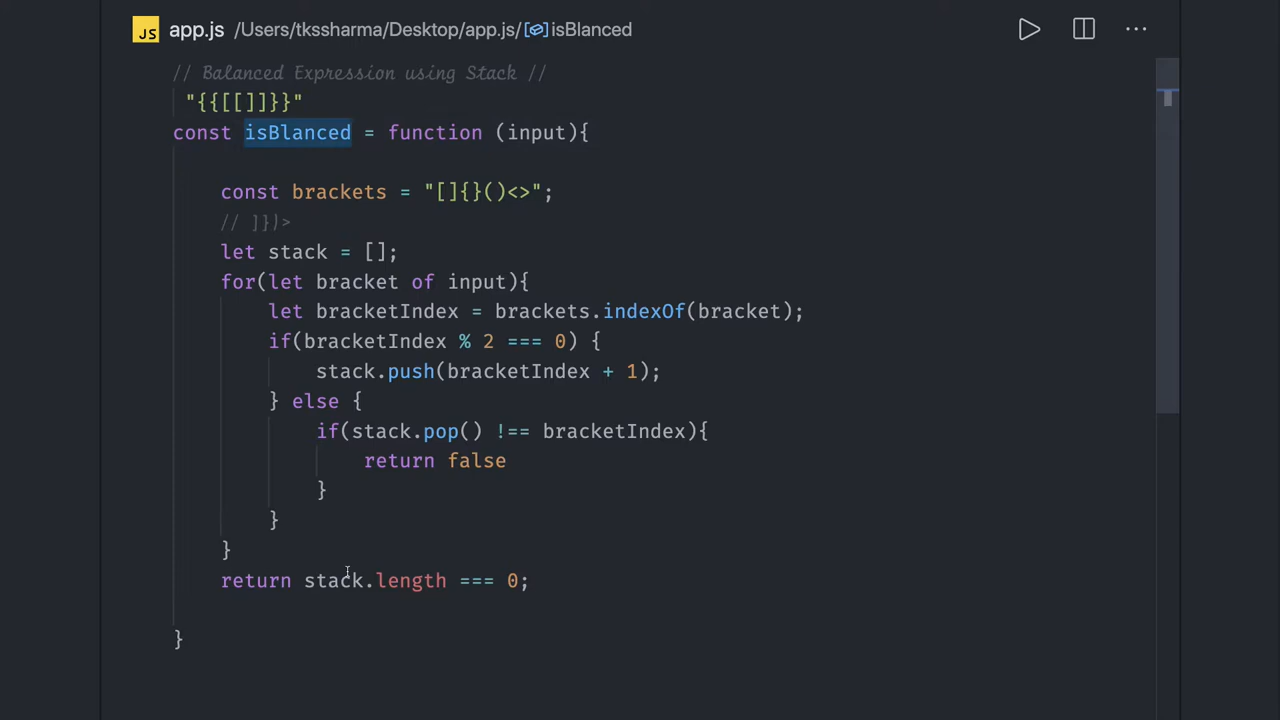 JS app.js /Users/tkssharma/Desktop/app.js/isBlanced
// Balanced Expression using Stack //
"{{[[]]}}"
const isBlanced = function (input){
const brackets = "[]{}()<>";
// ]})>
let stack = [];
for(let bracket of input){
let bracketIndex = brackets.indexOf(bracket);
if(bracketIndex % 2 === 0) {
stack.push(bracketIndex + 1);
} else {
if(stack.pop() !== bracketIndex){
return false
}
}
}
return stack.length === 0;
}